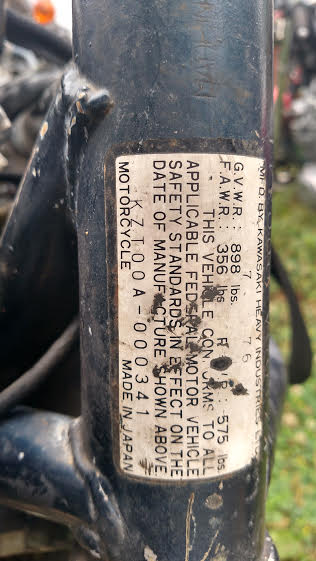 MFD. BY KAWASAKI HEAVY INDUSTRIES
7 76
G.V.W.R.: 898 lbs.
F.A.W.R.: 356 lbs R : 575 lbs
THIS VEHICLE CON ORMS TO ALL
APPLICABLE FEDERAL MOTOR VEHICLE
SAFETY STANDARDS IN EFFECT ON THE
DATE OF MANUFACTURE SHOWN ABOVE
KZT00A-000341
MOTORCYCLE MADE IN JAPAN